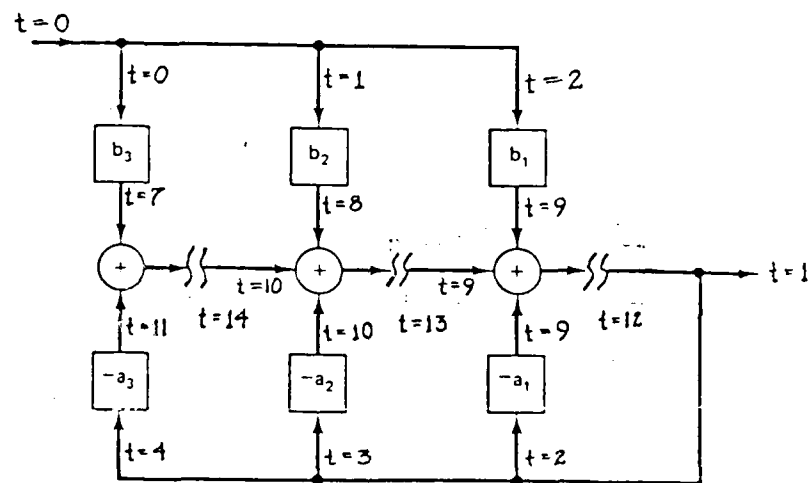 t=0
t=0 t=1 t=2
b₃ b₂ b₁
t=7 t=8 t=9
+ t=10 + t=9 + t=1
t=11 t=14 t=10 t=13 t=9 t=12
-a₃ -a₂ -a₁
t=4 t=3 t=2